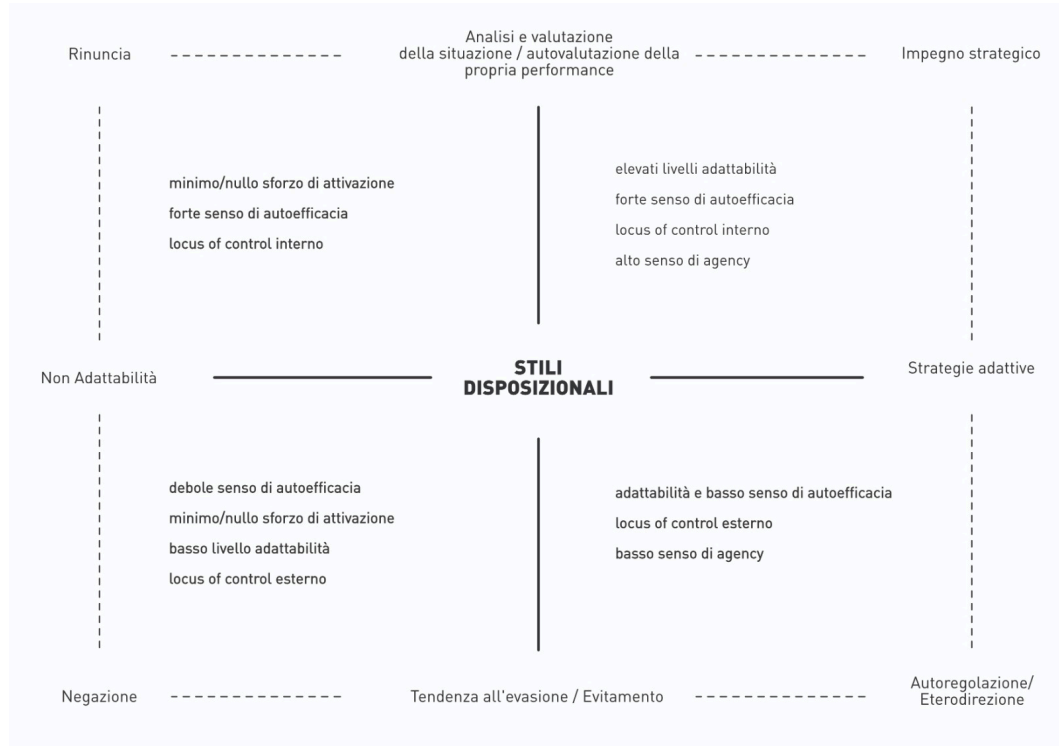 Rinuncia
Analisi e valutazione
della situazione / autovalutazione della
propria performance
Impegno strategico
minimo/nullo sforzo di attivazione
forte senso di autoefficacia
locus of control interno
elevati livelli adattabilità
forte senso di autoefficacia
locus of control interno
alto senso di agency
Non Adattabilità
STILI
DISPOSIZIONALI
Strategie adattive
debole senso di autoefficacia
minimo/nullo sforzo di attivazione
basso livello adattabilità
locus of control esterno
adattabilità e basso senso di autoefficacia
locus of control esterno
basso senso di agency
Negazione
Tendenza all'evasione / Evitamento
Autoregolazione/
Eterodirezione